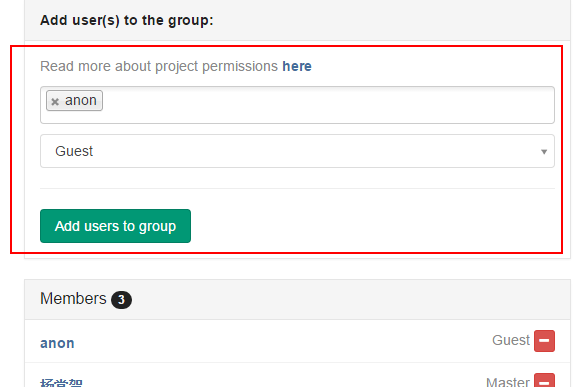 Add user(s) to the group:
Read more about project permissions here
× anon
Guest
Add users to group
Members 3
anon
Guest
Master